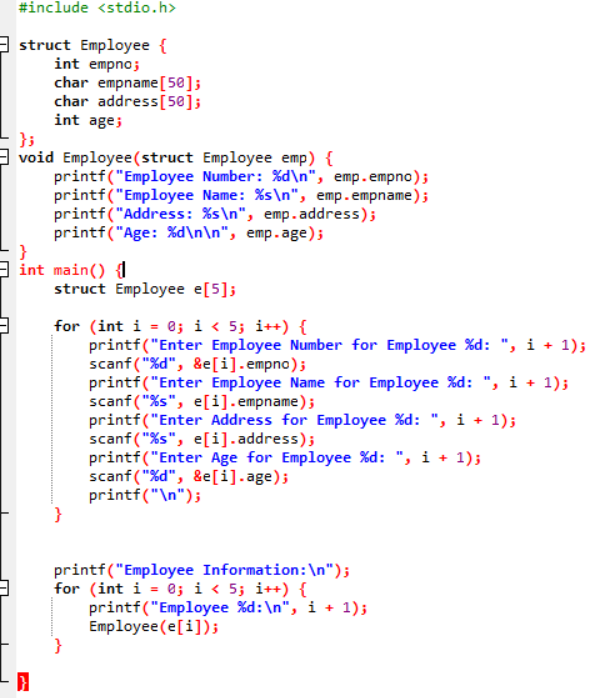 #include <stdio.h>
struct Employee {
int empno;
char empname[50];
char address[50];
int age;
};
void Employee(struct Employee emp) {
printf("Employee Number: %d\n", emp.empno);
printf("Employee Name: %s\n", emp.empname);
printf("Address: %s\n", emp.address);
printf("Age: %d\n\n", emp.age);
}
int main() {
struct Employee e[5];
for (int i = 0; i < 5; i++) {
printf("Enter Employee Number for Employee %d: ", i + 1);
scanf("%d", &e[i].empno);
printf("Enter Employee Name for Employee %d: ", i + 1);
scanf("%s", e[i].empname);
printf("Enter Address for Employee %d: ", i + 1);
scanf("%s", e[i].address);
printf("Enter Age for Employee %d: ", i + 1);
scanf("%d", &e[i].age);
printf("\n");
}
printf("Employee Information:\n");
for (int i = 0; i < 5; i++) {
printf("Employee %d:\n", i + 1);
Employee(e[i]);
}
}